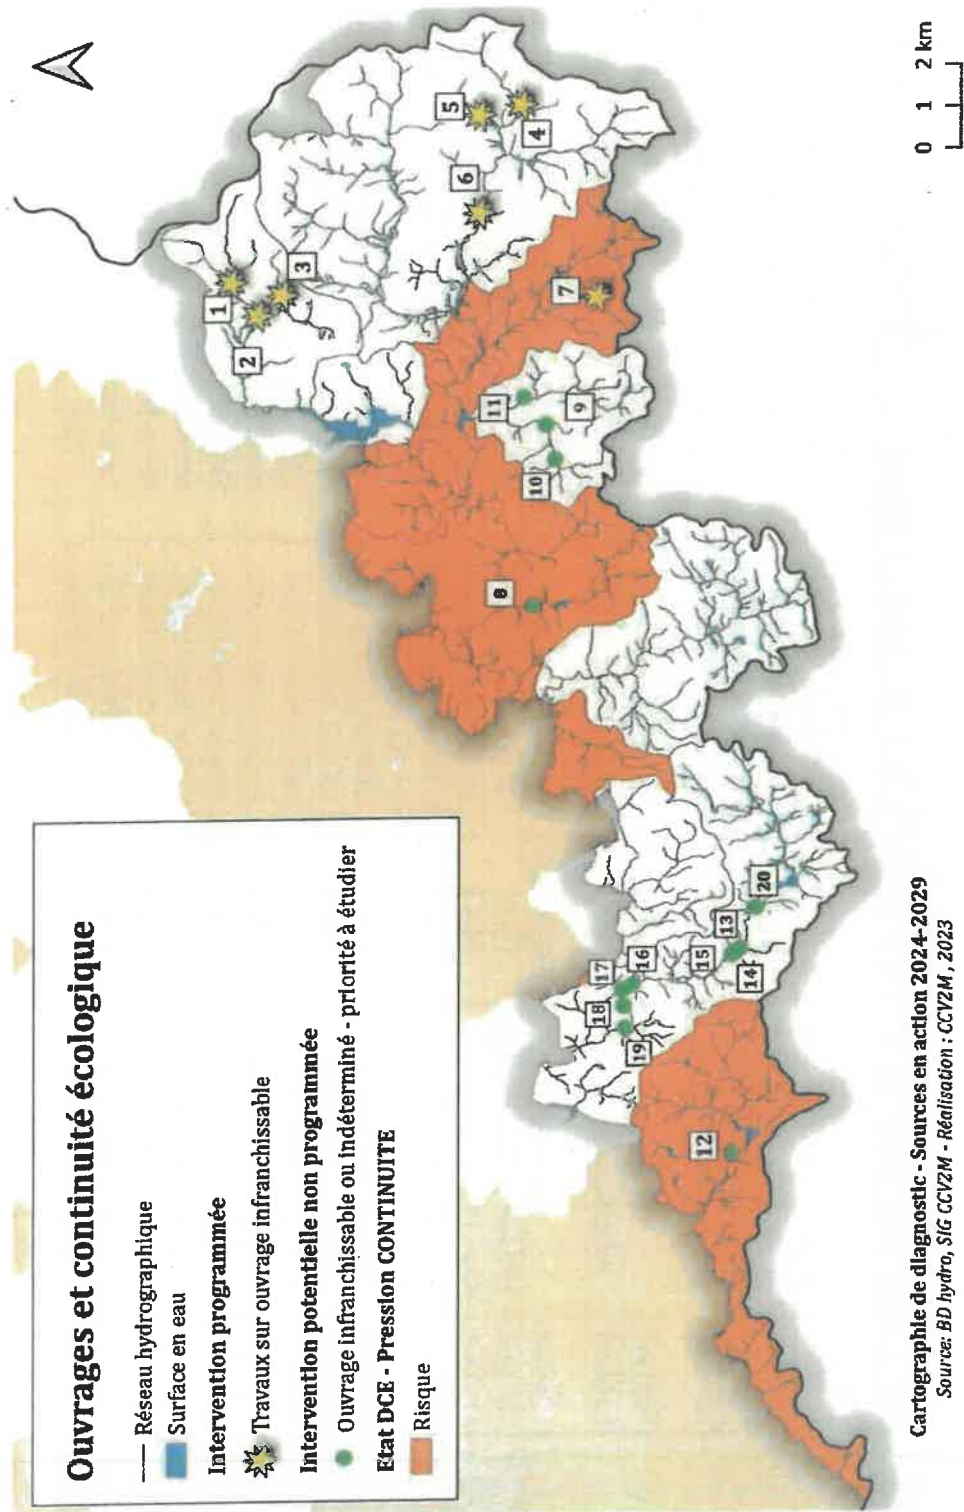 Ouvrages et continuité écologique
Réseau hydrographique
Surface en eau
Intervention programmée
Travaux sur ouvrage infranchissable
Intervention potentielle non programmée
Ouvrage infranchissable ou indéterminé - priorité à étudier
Etat DCE - Pression CONTINUITE
Risque
1
2
3
4
5
6
7
8
9
10
11
12
13
14
15
16
17
18
19
20
0 1 2 km
Cartographie de diagnostic - Sources en action 2024-2029
Source: BD hydro, SIG CCV2M - Réalisation : CCV2M, 2023